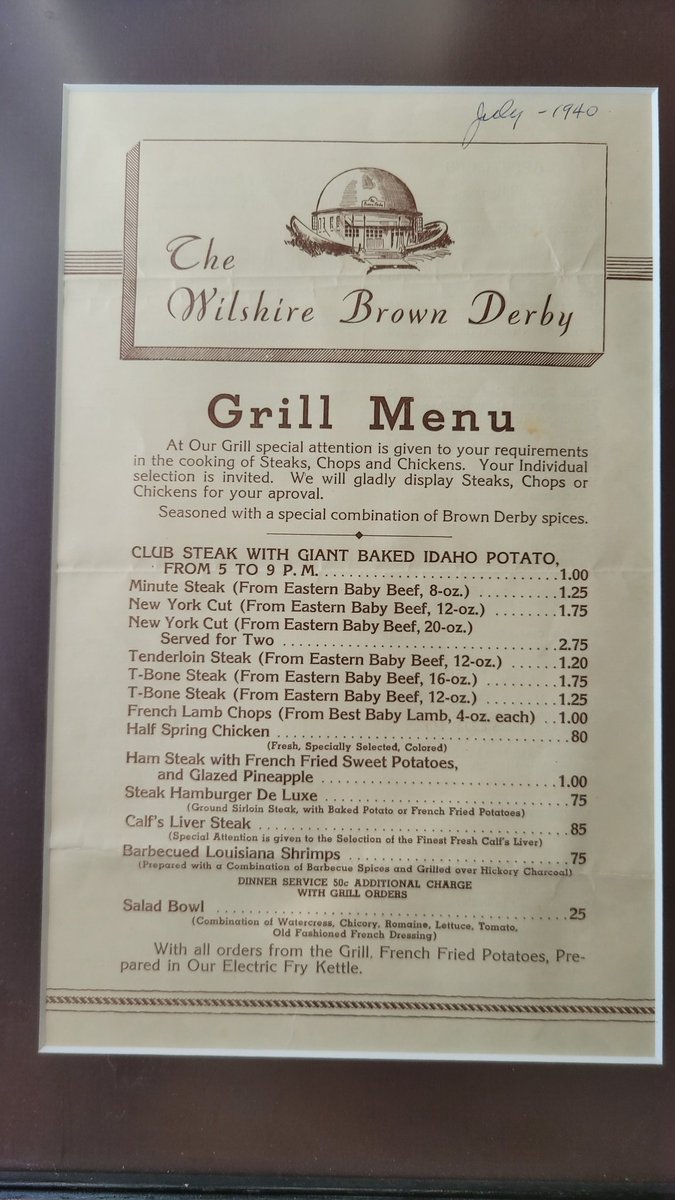 July - 1940
The
Wilshire Brown Derby
Grill Menu
At Our Grill special attention is given to your requirements
in the cooking of Steaks, Chops and Chickens. Your Individual
selection is invited. We will gladly display Steaks, Chops or
Chickens for your aproval.
Seasoned with a special combination of Brown Derby spices.
CLUB STEAK WITH GIANT BAKED IDAHO POTATO,
FROM 5 TO 9 P. M. 1.00
Minute Steak (From Eastern Baby Beef, 8-oz.) 1.25
New York Cut (From Eastern Baby Beef, 12-oz.) 1.75
New York Cut (From Eastern Baby Beef, 20-oz.)
Served for Two 2.75
Tenderloin Steak (From Eastern Baby Beef, 12-oz.) 1.20
T-Bone Steak (From Eastern Baby Beef, 16-oz.) 1.75
T-Bone Steak (From Eastern Baby Beef, 12-oz.) 1.25
French Lamb Chops (From Best Baby Lamb, 4-oz. each) 1.00
Half Spring Chicken 80
(Fresh, Specially Selected, Colored)
Ham Steak with French Fried Sweet Potatoes,
and Glazed Pineapple 1.00
Steak Hamburger De Luxe 75
(Ground Sirloin Steak, with Baked Potato or French Fried Potatoes)
Calf's Liver Steak 85
(Special Attention is given to the Selection of the Finest Fresh Calf's Liver)
Barbecued Louisiana Shrimps 75
(Prepared with a Combination of Barbecue Spices and Grilled over Hickory Charcoal)
DINNER SERVICE 50c ADDITIONAL CHARGE
WITH GRILL ORDERS
Salad Bowl 25
(Combination of Watercress, Chicory, Romaine, Lettuce, Tomato,
Old Fashioned French Dressing)
With all orders from the Grill, French Fried Potatoes, Pre-
pared in Our Electric Fry Kettle.